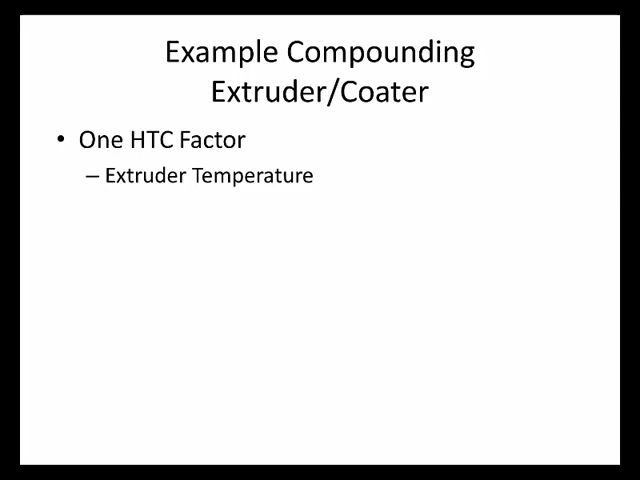 Example Compounding
Extruder/Coater
• One HTC Factor
– Extruder Temperature